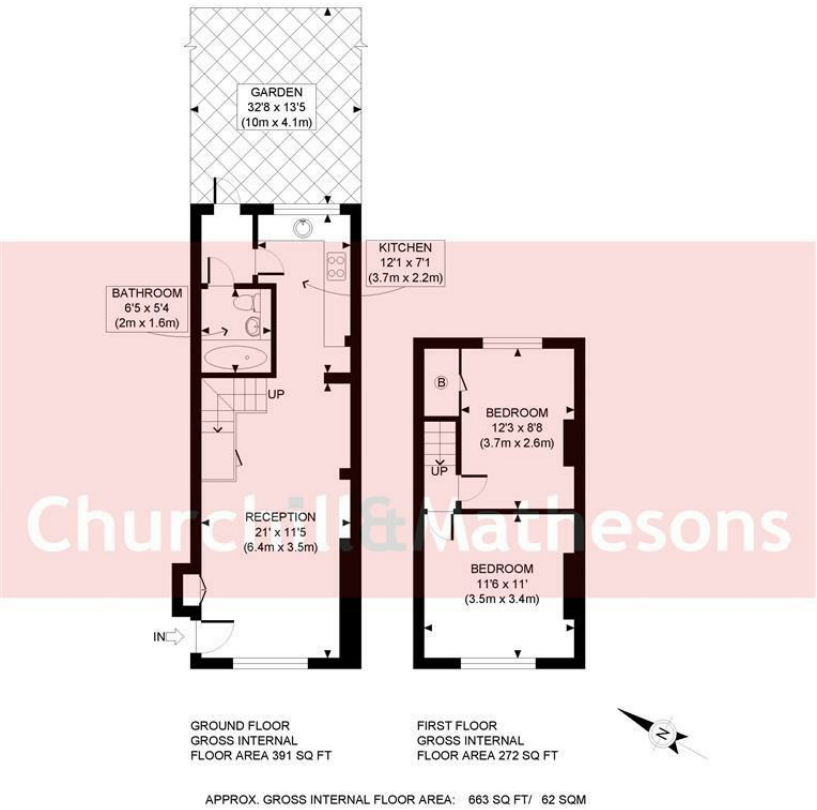 GARDEN
32'8 x 13'5
(10m x 4.1m)
KITCHEN
12'1 x 7'1
(3.7m x 2.2m)
BATHROOM
6'5 x 5'4
(2m x 1.6m)
UP
B
BEDROOM
12'3 x 8'8
(3.7m x 2.6m)
UP
Churchill&Mathesons
RECEPTION
21' x 11'5
(6.4m x 3.5m)
BEDROOM
11'6 x 11'
(3.5m x 3.4m)
IN
GROUND FLOOR
GROSS INTERNAL
FLOOR AREA 391 SQ FT
FIRST FLOOR
GROSS INTERNAL
FLOOR AREA 272 SQ FT
N
APPROX. GROSS INTERNAL FLOOR AREA: 663 SQ FT/ 62 SQM